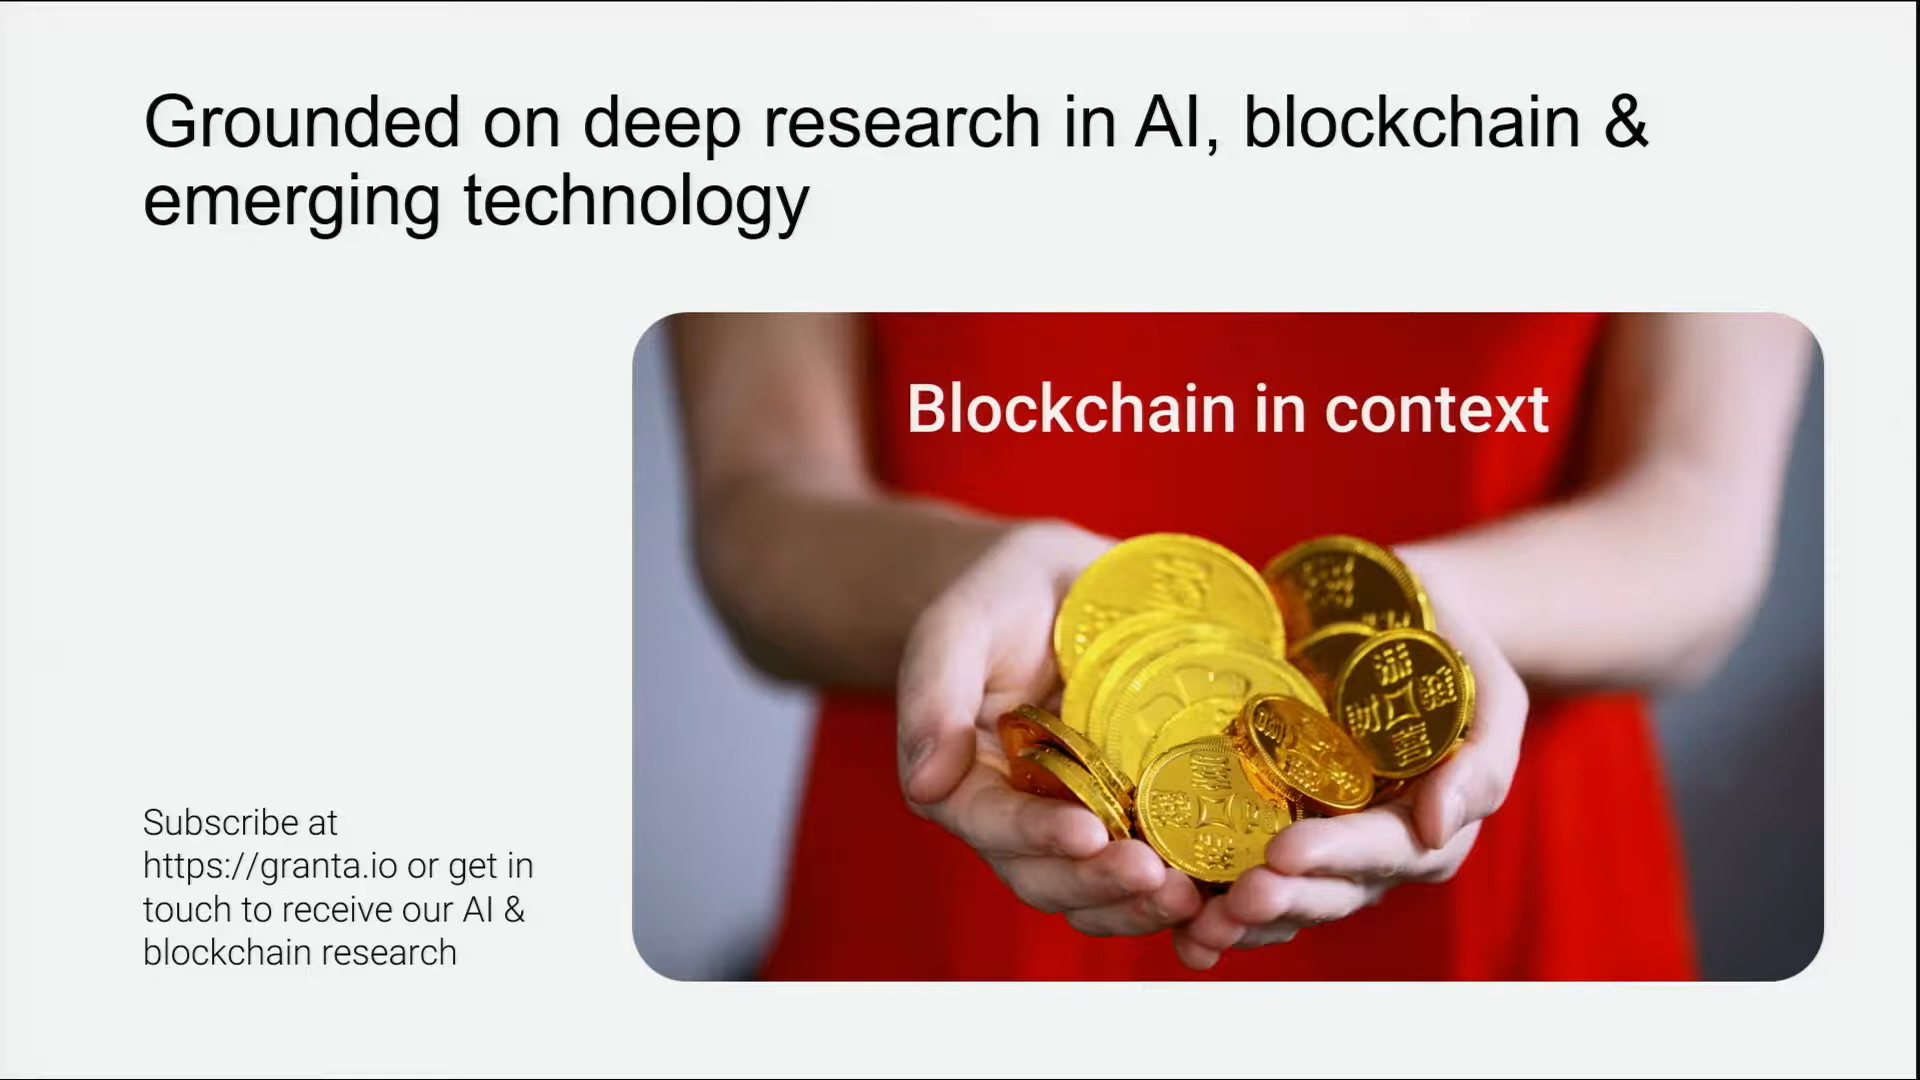 Grounded on deep research in AI, blockchain &
emerging technology
Blockchain in context
Subscribe at
https://granta.io or get in
touch to receive our AI &
blockchain research